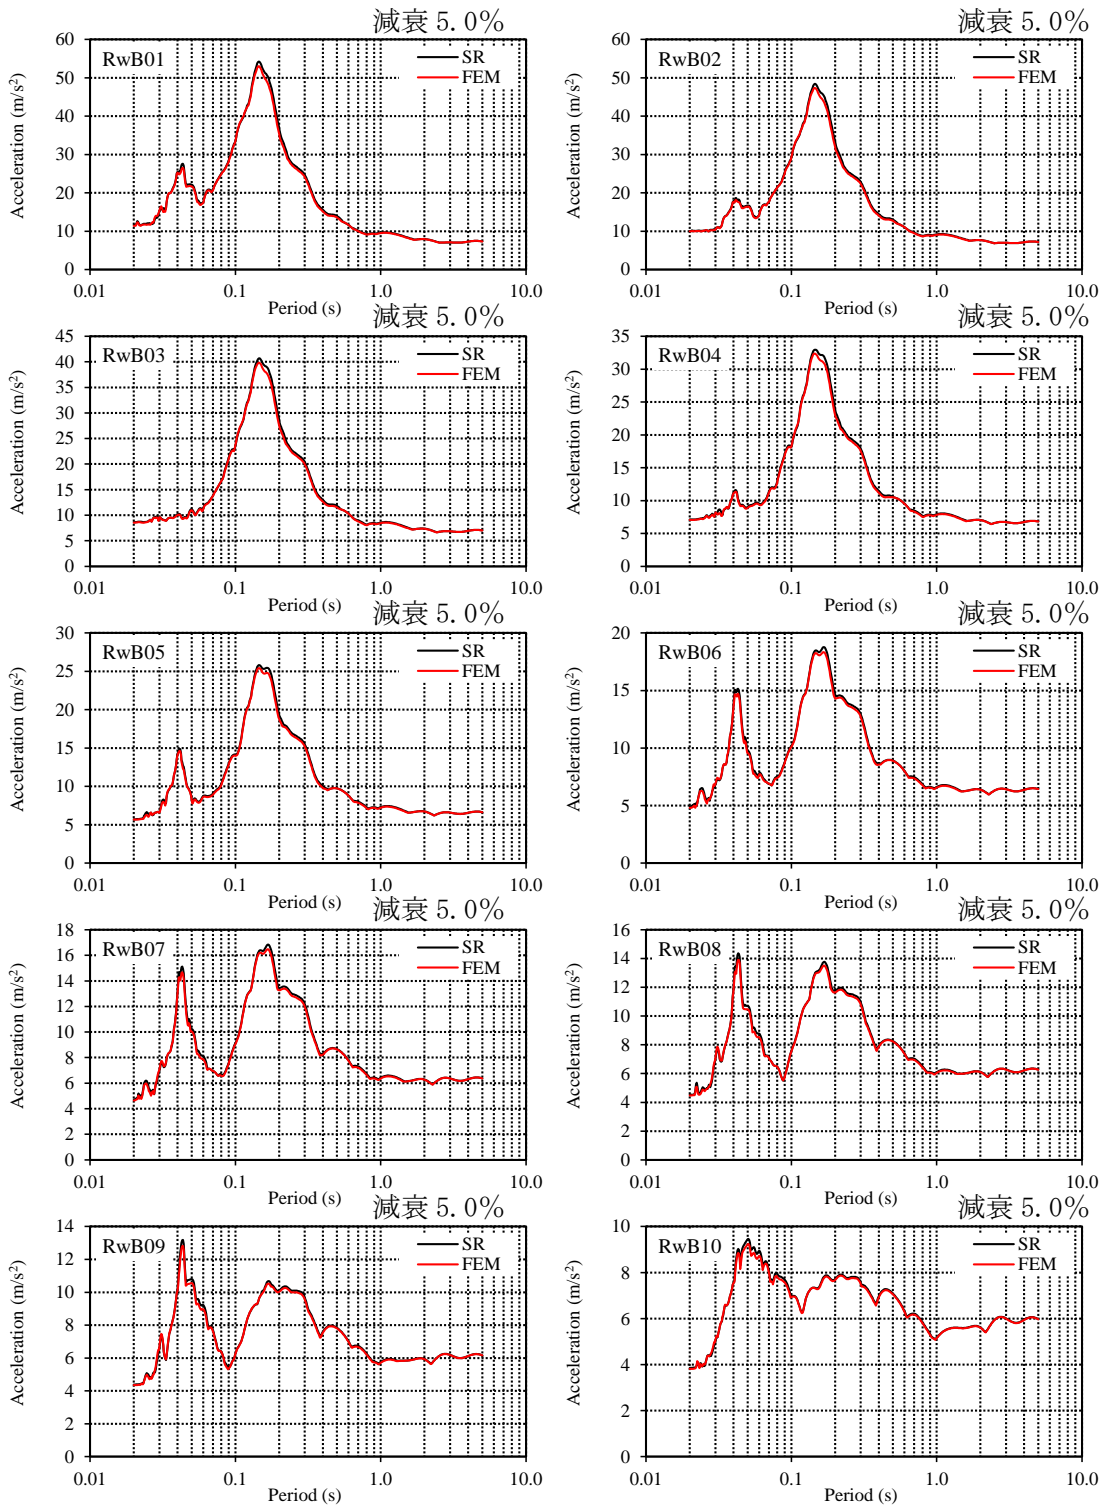 減衰 5.0%
減衰 5.0%
60
50
40
30
20
10
0
Acceleration (m/s²)
RwB01
SR
FEM
0.01
0.1
1.0
10.0
Period (s)
60
50
40
30
20
10
0
Acceleration (m/s²)
RwB02
SR
FEM
0.01
0.1
1.0
10.0
Period (s)
減衰 5.0%
減衰 5.0%
45
40
35
30
25
20
15
10
5
0
Acceleration (m/s²)
RwB03
SR
FEM
0.01
0.1
1.0
10.0
Period (s)
35
30
25
20
15
10
5
0
Acceleration (m/s²)
RwB04
SR
FEM
0.01
0.1
1.0
10.0
Period (s)
減衰 5.0%
減衰 5.0%
30
25
20
15
10
5
0
Acceleration (m/s²)
RwB05
SR
FEM
0.01
0.1
1.0
10.0
Period (s)
20
15
10
5
0
Acceleration (m/s²)
RwB06
SR
FEM
0.01
0.1
1.0
10.0
Period (s)
減衰 5.0%
減衰 5.0%
18
16
14
12
10
8
6
4
2
0
Acceleration (m/s²)
RwB07
SR
FEM
0.01
0.1
1.0
10.0
Period (s)
16
14
12
10
8
6
4
2
0
Acceleration (m/s²)
RwB08
SR
FEM
0.01
0.1
1.0
10.0
Period (s)
減衰 5.0%
減衰 5.0%
14
12
10
8
6
4
2
0
Acceleration (m/s²)
RwB09
SR
FEM
0.01
0.1
1.0
10.0
Period (s)
10
8
6
4
2
0
Acceleration (m/s²)
RwB10
SR
FEM
0.01
0.1
1.0
10.0
Period (s)